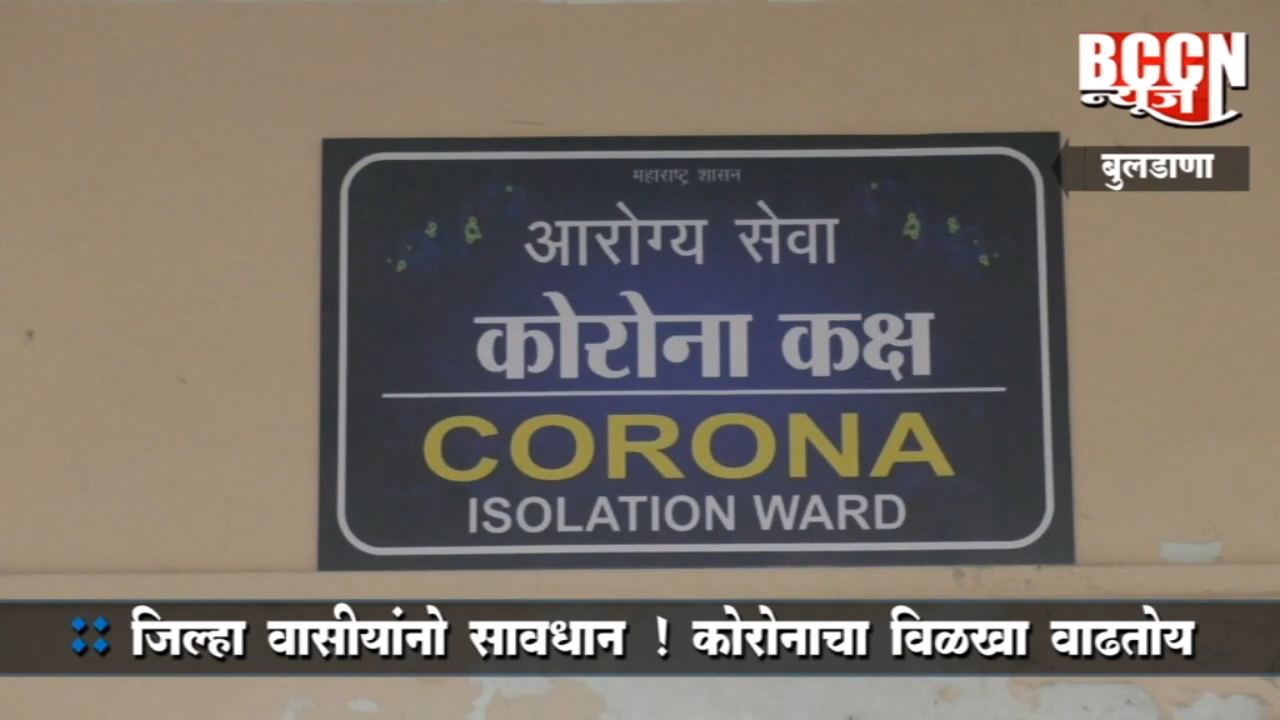 BCCN
न्यूज
बुलडाणा
महाराष्ट्र शासन
आरोग्य सेवा
कोरोना कक्ष
CORONA
ISOLATION WARD
जिल्हा वासीयांनो सावधान ! कोरोनाचा विळखा वाढतोय